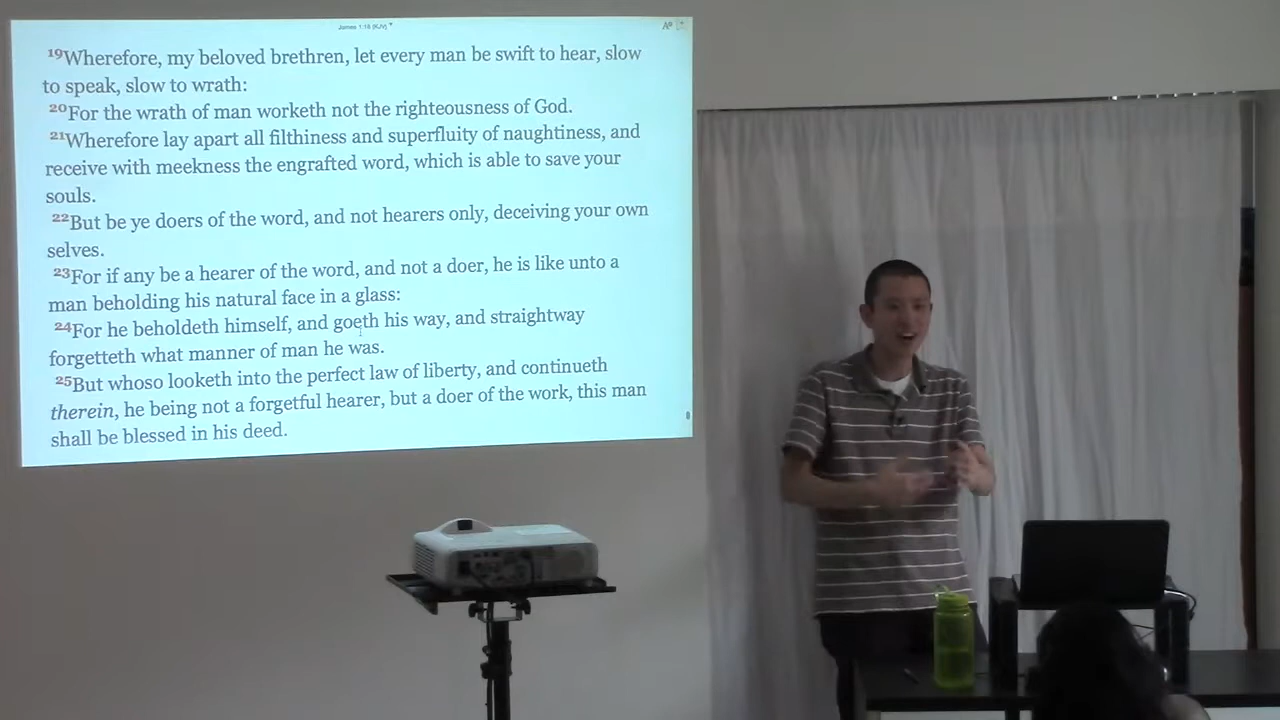 James 1:18 (KJV)
19Wherefore, my beloved brethren, let every man be swift to hear, slow
to speak, slow to wrath:
20For the wrath of man worketh not the righteousness of God.
21Wherefore lay apart all filthiness and superfluity of naughtiness, and
receive with meekness the engrafted word, which is able to save your
souls.
22But be ye doers of the word, and not hearers only, deceiving your own
selves.
23For if any be a hearer of the word, and not a doer, he is like unto a
man beholding his natural face in a glass:
24For he beholdeth himself, and goeth his way, and straightway
forgetteth what manner of man he was.
25But whoso looketh into the perfect law of liberty, and continueth
therein, he being not a forgetful hearer, but a doer of the work, this man
shall be blessed in his deed.